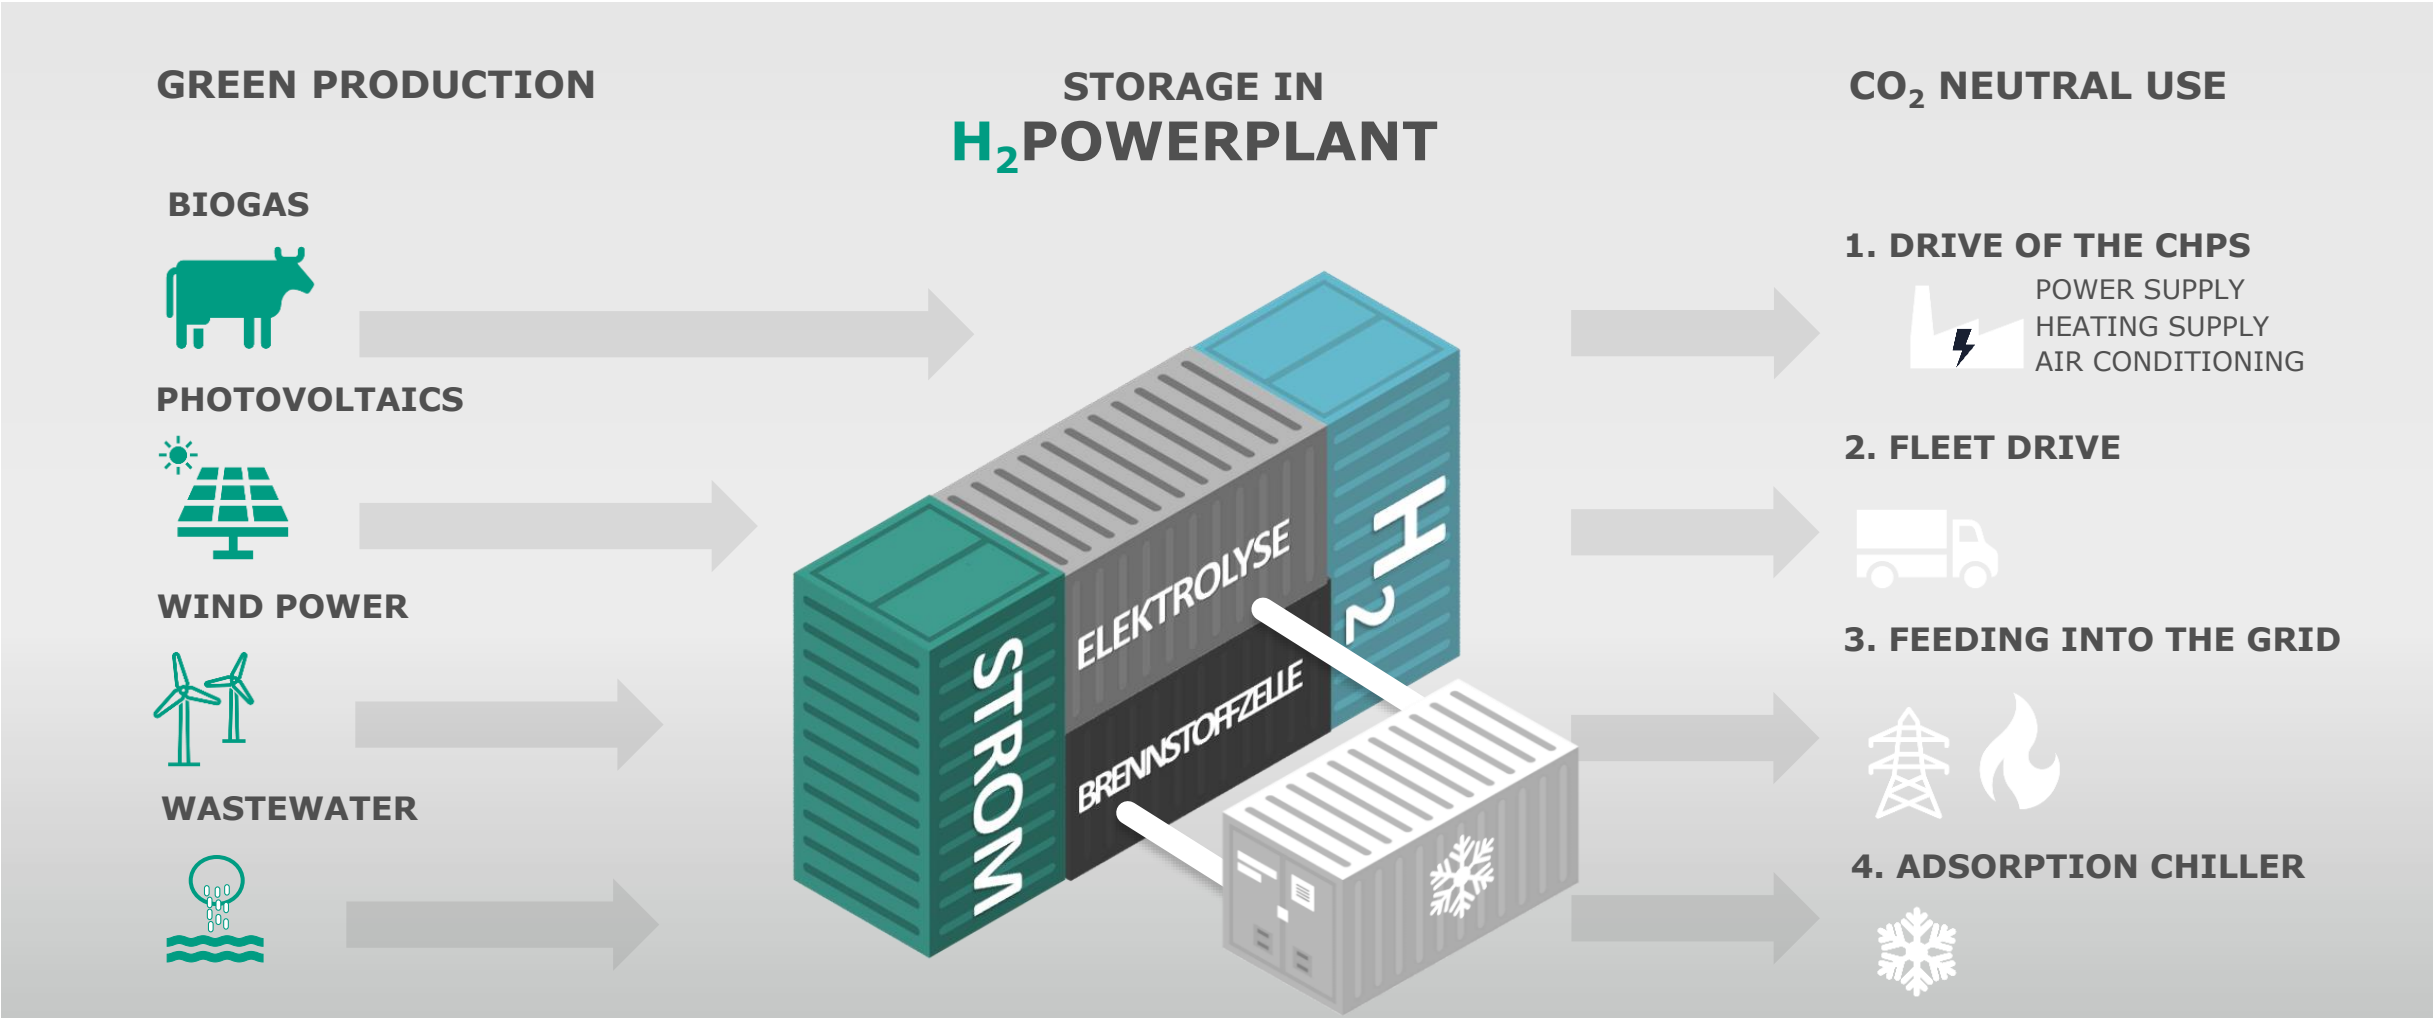 GREEN PRODUCTION
BIOGAS
PHOTOVOLTAICS
WIND POWER
WASTEWATER
STORAGE IN
H₂POWERPLANT
STROM
ELEKTROLYSE
BRENNSTOFFZELLE
H₂
CO₂ NEUTRAL USE
1. DRIVE OF THE CHPS
POWER SUPPLY
HEATING SUPPLY
AIR CONDITIONING
2. FLEET DRIVE
3. FEEDING INTO THE GRID
4. ADSORPTION CHILLER